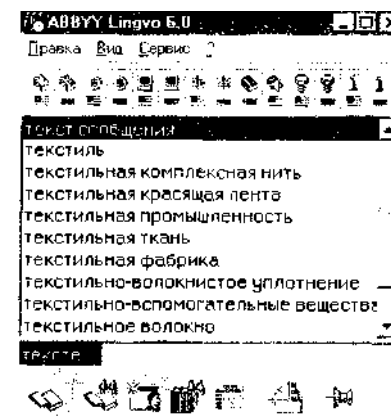 ABBYY Lingvo 6.0
Правка Вид Сервис ?
текст сообщения
текстиль
текстильная комплексная нить
текстильная красящая лента
текстильная промышленность
текстильная ткань
текстильная фабрика
текстильно-волокнистое уплотнение
текстильно-вспомогательные вещества
текстильное волокно